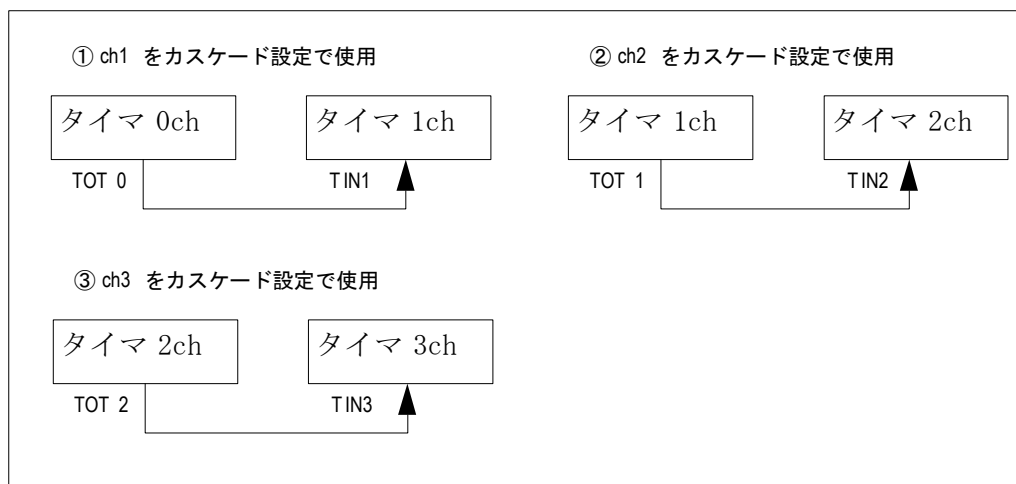 ① ch1 をカスケード設定で使用
タイマ 0ch
タイマ 1ch
TOT 0
TIN1
② ch2 をカスケード設定で使用
タイマ 1ch
タイマ 2ch
TOT 1
TIN2
③ ch3 をカスケード設定で使用
タイマ 2ch
タイマ 3ch
TOT 2
TIN3